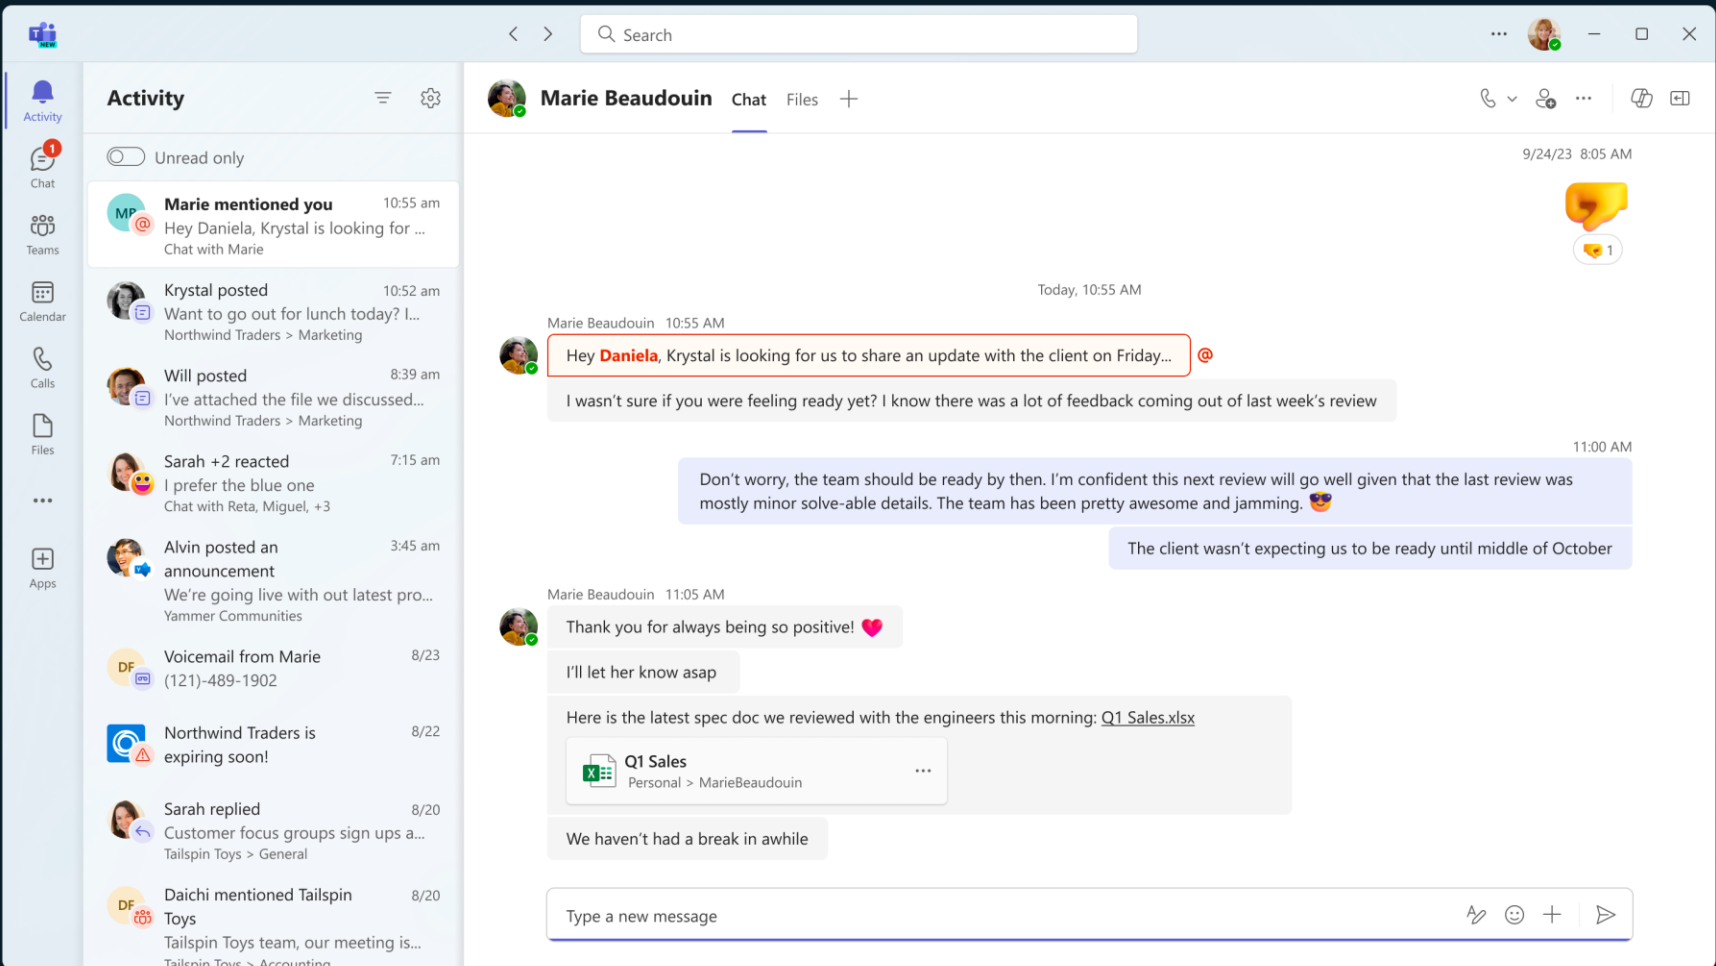 NEW
Search
Activity
1
Chat
Teams
Calendar
Calls
Files
Apps
Activity
Unread only
MB
Marie mentioned you 10:55 am
Hey Daniela, Krystal is looking for ...
Chat with Marie
Krystal posted 10:52 am
Want to go out for lunch today? I...
Northwind Traders > Marketing
Will posted 8:39 am
I've attached the file we discussed...
Northwind Traders > Marketing
Sarah +2 reacted 7:15 am
I prefer the blue one
Chat with Reta, Miguel, +3
Alvin posted an 3:45 am
announcement
We're going live with out latest pro...
Yammer Communities
DF
Voicemail from Marie 8/23
(121)-489-1902
Northwind Traders is 8/22
expiring soon!
Sarah replied 8/20
Customer focus groups sign ups a...
Tailspin Toys > General
DF
Daichi mentioned Tailspin 8/20
Toys
Tailspin Toys team, our meeting is...
Tailspin Toys > Accounting
Marie Beaudouin Chat Files
9/24/23 8:05 AM
1
Today, 10:55 AM
Marie Beaudouin 10:55 AM
Hey Daniela, Krystal is looking for us to share an update with the client on Friday... @
I wasn't sure if you were feeling ready yet? I know there was a lot of feedback coming out of last week's review
11:00 AM
Don't worry, the team should be ready by then. I'm confident this next review will go well given that the last review was
mostly minor solve-able details. The team has been pretty awesome and jamming. 😎
The client wasn't expecting us to be ready until middle of October
Marie Beaudouin 11:05 AM
Thank you for always being so positive! ❤️
I'll let her know asap
Here is the latest spec doc we reviewed with the engineers this morning: Q1 Sales.xlsx
Q1 Sales
Personal > MarieBeaudouin
We haven't had a break in awhile
Type a new message